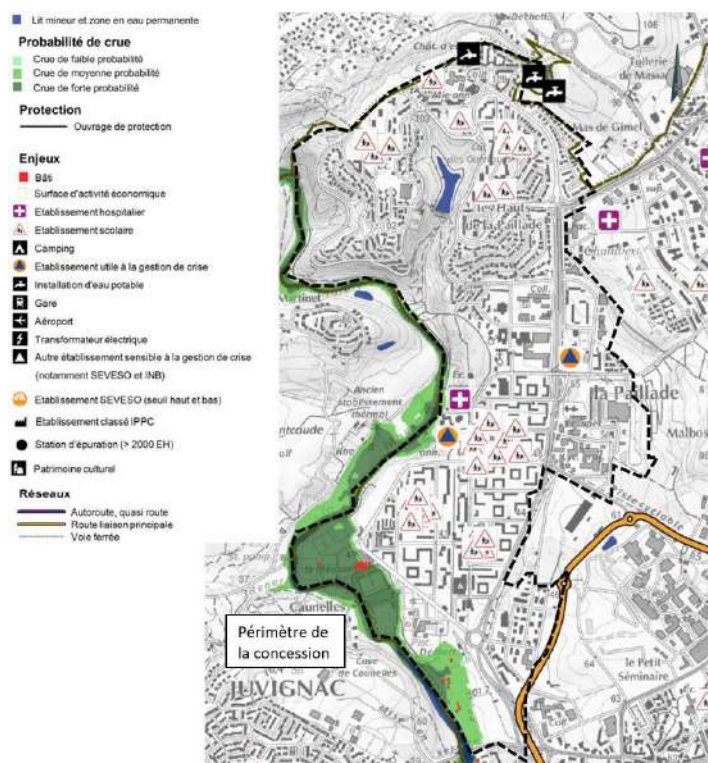 Lit mineur et zone en eau permanente
Probabilité de crue
Crue de faible probabilité
Crue de moyenne probabilité
Crue de forte probabilité
Protection
Ouvrage de protection
Enjeux
Bâti
Surface d'activité économique
Etablissement hospitalier
Etablissement scolaire
Camping
Etablissement utile à la gestion de crise
Installation d'eau potable
Gare
Aéroport
Transformateur électrique
Autre établissement sensible à la gestion de crise
(notamment SEVESO et INB)
Etablissement SEVESO (seuil haut et bas)
Etablissement classé IPPC
Station d'épuration (> 2000 EH)
Patrimoine culturel
Réseaux
Autoroute, quasi route
Route liaison principale
Voie ferrée
Tuilerie
de Massa
Mas de Gimel
les Hauts
de la Paillade
Martinet
Coll.
la Paillade
Malbos
Ancien
établissement
thermal
Caunelles
Périmètre de
la concession
Cave
de Caunelles
JUVIGNAC
le Petit
Séminaire